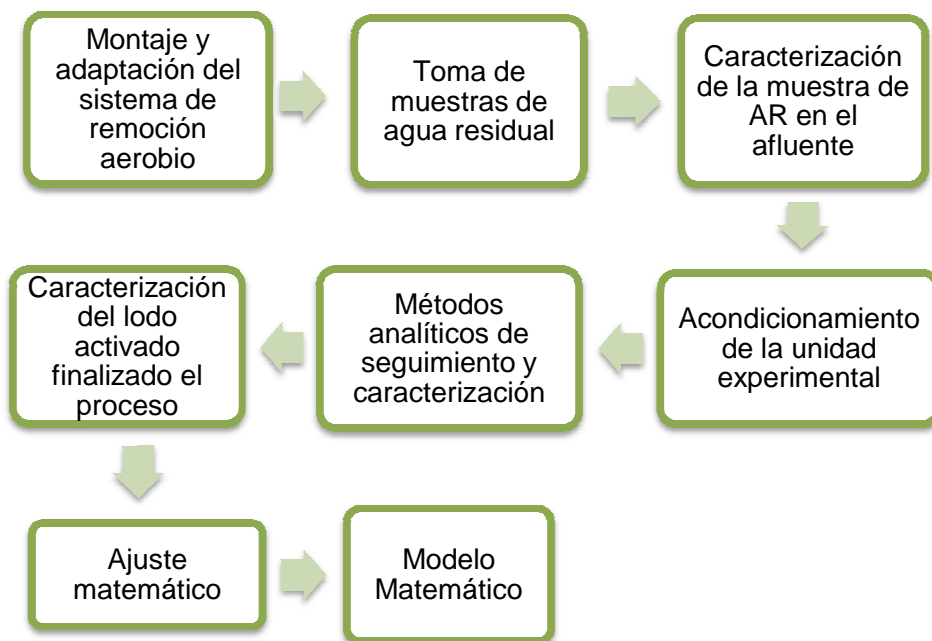 Montaje y
adaptación del
sistema de
remoción
aerobio
Toma de
muestras de
agua residual
Caracterización
de la muestra de
AR en el
afluente
Acondicionamiento
de la unidad
experimental
Métodos
analíticos de
seguimiento y
caracterización
Caracterización
del lodo
activado
finalizado el
proceso
Ajuste
matemático
Modelo
Matemático